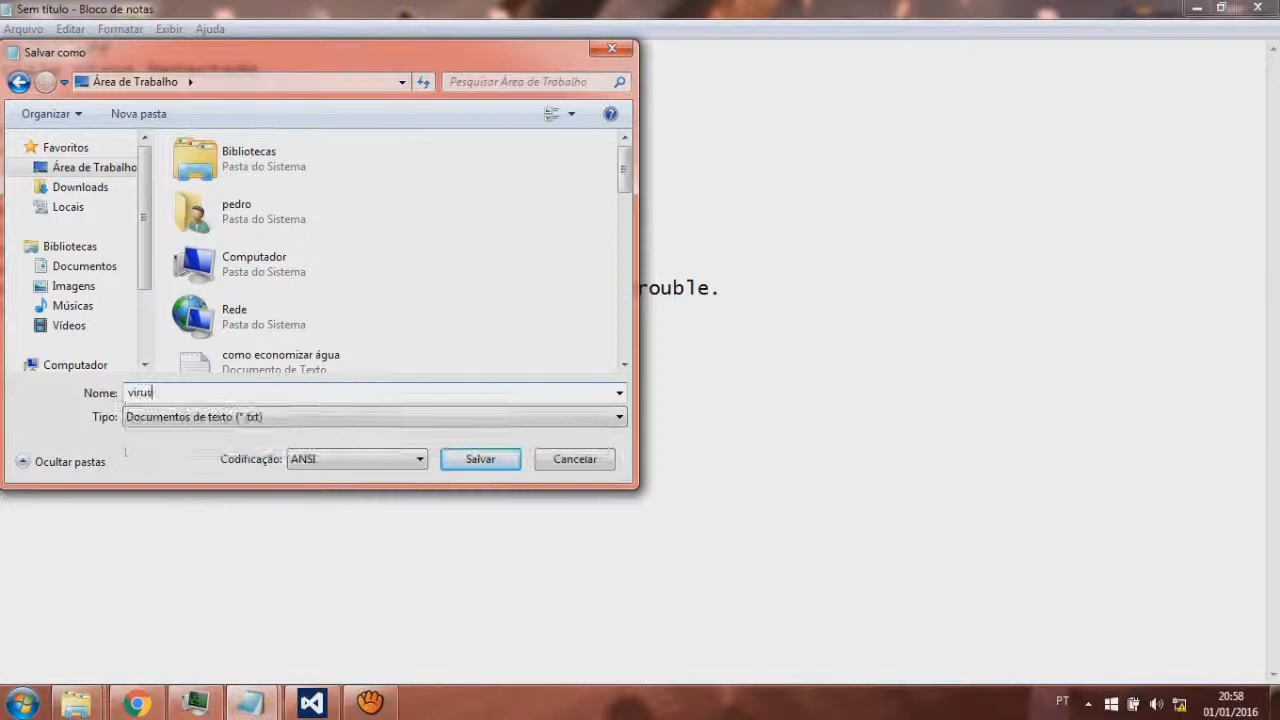 Sem título - Bloco de notas
Arquivo Editar Formatar Exibir Ajuda
Salvar como
Área de Trabalho
Pesquisar Área de Trabalho
Organizar
Nova pasta
Favoritos
Área de Trabalho
Downloads
Locais
Bibliotecas
Documentos
Imagens
Músicas
Vídeos
Computador
Bibliotecas
Pasta do Sistema
pedro
Pasta do Sistema
Computador
Pasta do Sistema
Rede
Pasta do Sistema
como economizar água
Documento de Texto
rouble.
Nome: virut
Tipo: Documentos de texto (*.txt)
Ocultar pastas
Codificação: ANSI
Salvar
Cancelar
PT
20:58
01/01/2016